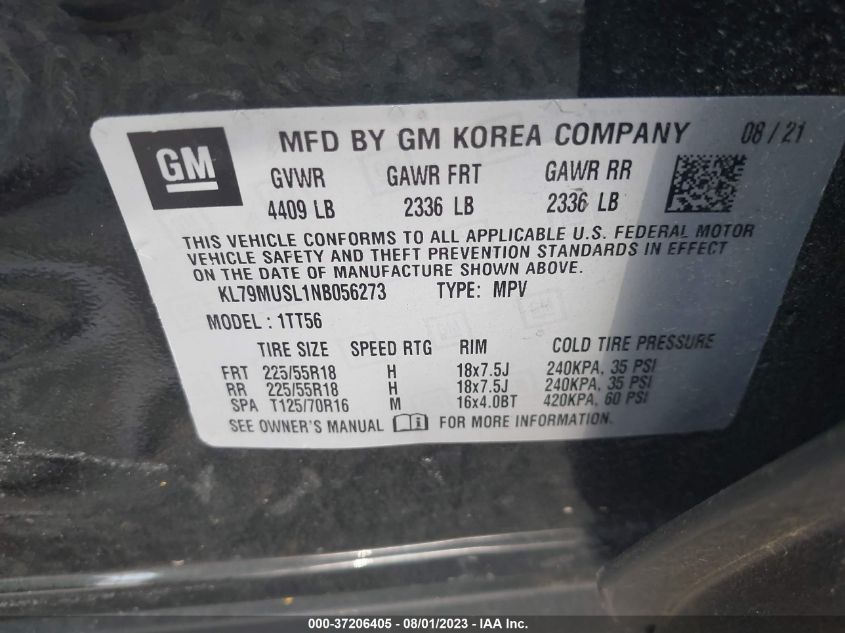 GM
MFD BY GM KOREA COMPANY 08/21
GVWR GAWR FRT GAWR RR
4409 LB 2336 LB 2336 LB
THIS VEHICLE CONFORMS TO ALL APPLICABLE U.S. FEDERAL MOTOR
VEHICLE SAFETY AND THEFT PREVENTION STANDARDS IN EFFECT
ON THE DATE OF MANUFACTURE SHOWN ABOVE.
KL79MUSL1NB056273 TYPE: MPV
MODEL : 1TT56
TIRE SIZE SPEED RTG RIM COLD TIRE PRESSURE
FRT 225/55R18 H 18x7.5J 240KPA, 35 PSI
RR 225/55R18 H 18x7.5J 240KPA, 35 PSI
SPA T125/70R16 M 16x4.0BT 420KPA, 60 PSI
SEE OWNER'S MANUAL FOR MORE INFORMATION.
000-37206405 - 08/01/2023 - IAA Inc.